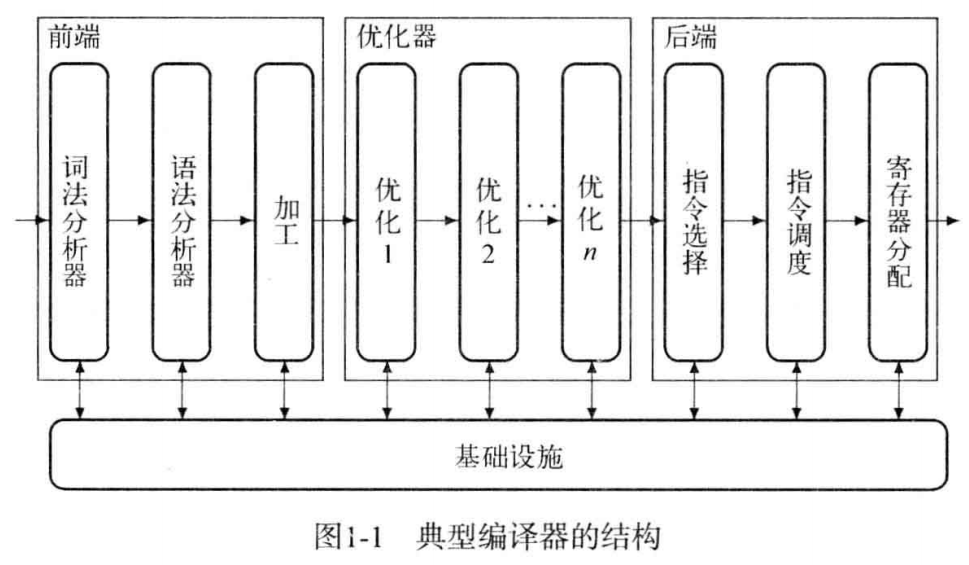 前端
优化器
后端
词法分析器
语法分析器
加工
优化1
优化2
…
优化n
指令选择
指令调度
寄存器分配
基础设施
图1-1 典型编译器的结构